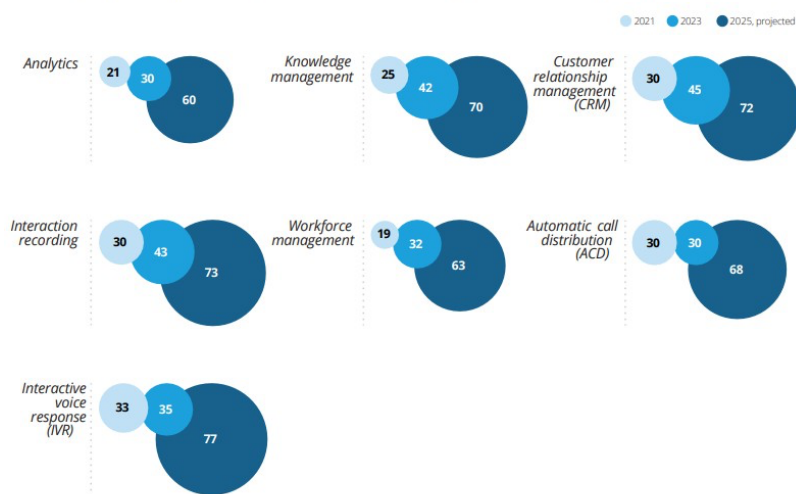 2021 2023 2025, projected
Analytics
21
30
60
Knowledge
management
25
42
70
Customer
relationship
management
(CRM)
30
45
72
Interaction
recording
30
43
73
Workforce
management
19
32
63
Automatic call
distribution
(ACD)
30
30
68
Interactive
voice
response
(IVR)
33
35
77